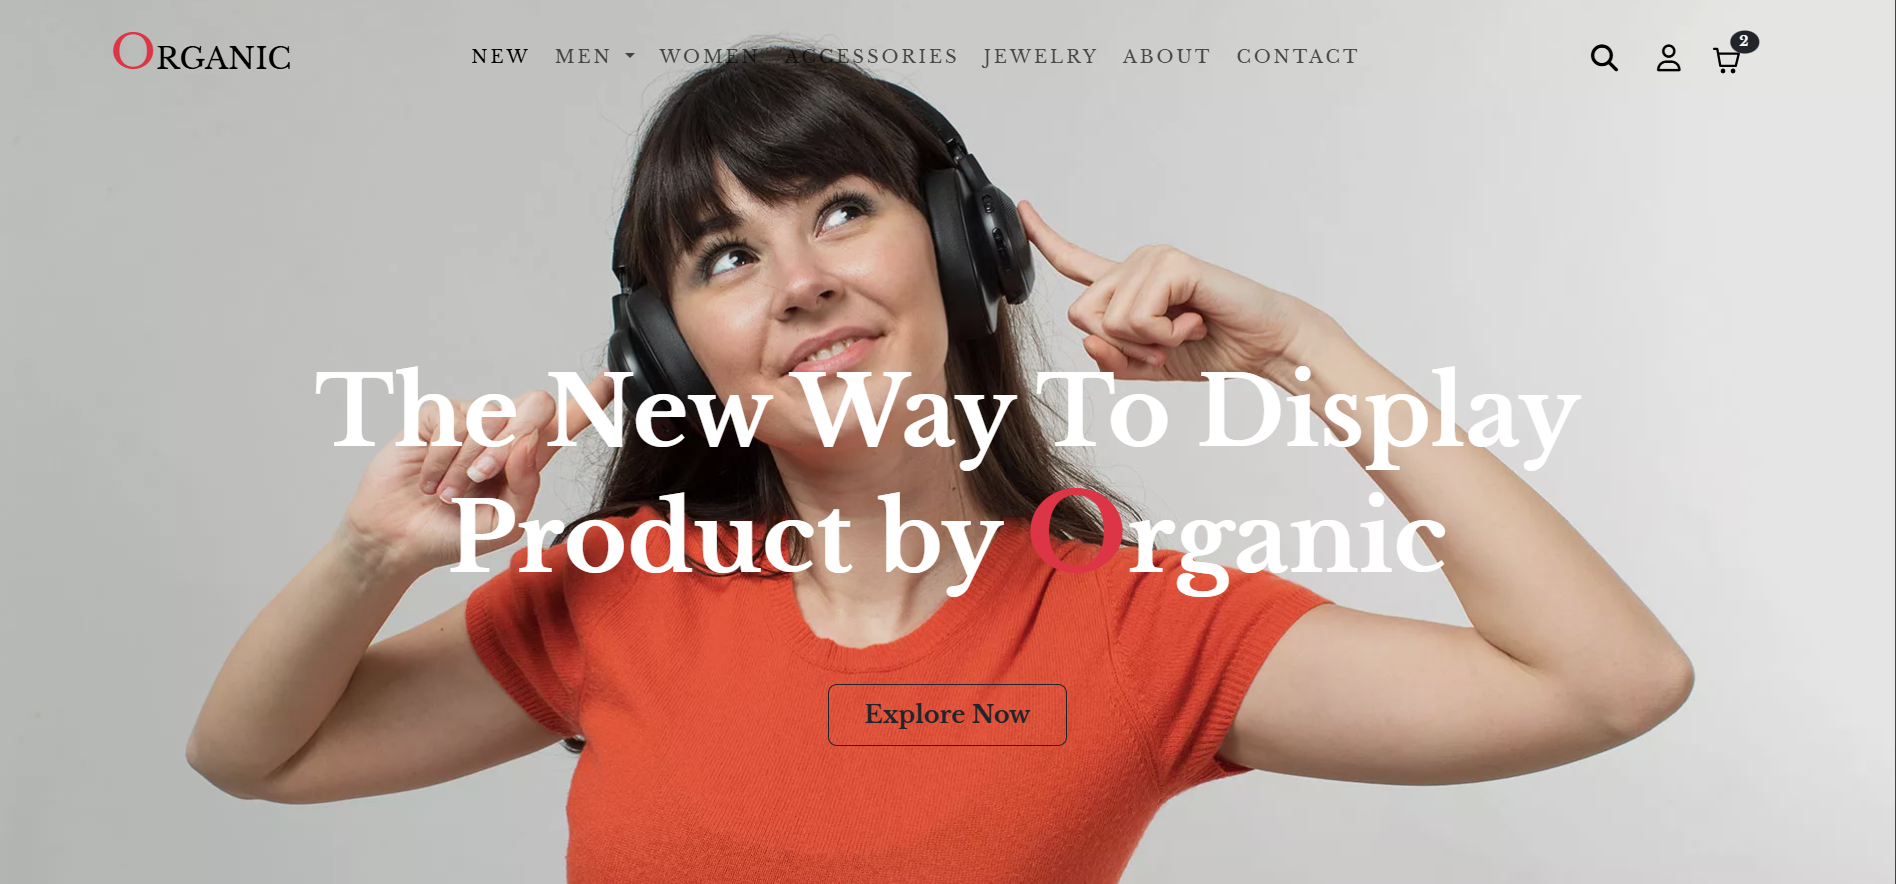 ORGANIC
NEW MEN WOMEN ACCESSORIES JEWELRY ABOUT CONTACT
2
The New Way To Display
Product by Organic
Explore Now